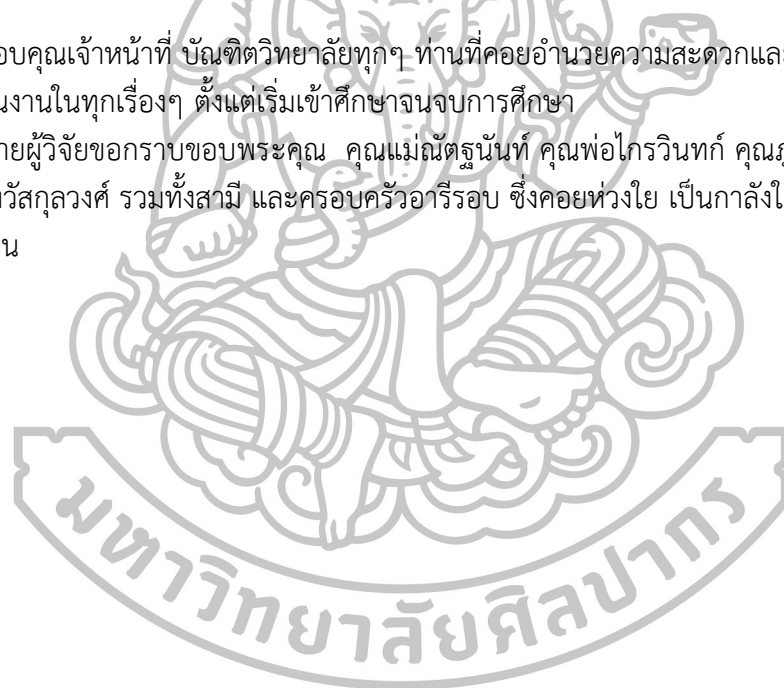 อบคุณเจ้าหน้าที่ บัณฑิตวิทยาลัยทุกๆ ท่านที่คอยอำนวยความสะดวกและ
นงานในทุกเรื่องๆ ตั้งแต่เริ่มเข้าศึกษาจนจบการศึกษา
ายผู้วิจัยขอกราบขอบพระคุณ คุณแม่ณัตฐนันท์ คุณพ่อไกรวินทก์
วัสกุลวงศ์ รวมทั้งสามี และครอบครัวอารีรอบ ซึ่งคอยห่วงใย เป็นกาลังใ
น
มหาวิทยาลัยศิลปากร